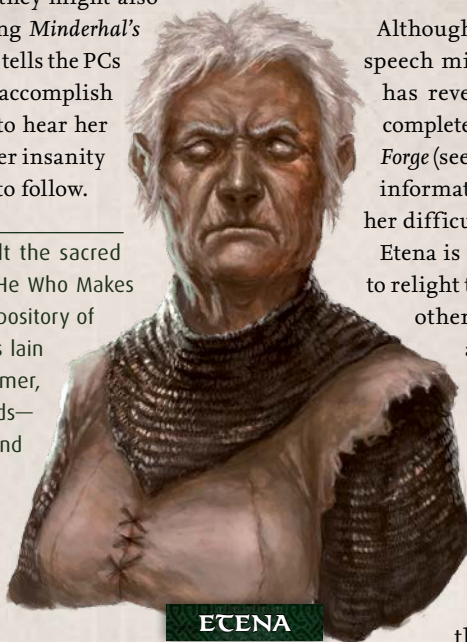 they might also
ng Minderhal's
tells the PCs
accomplish
to hear her
er insanity
to follow.
lt the sacred
He Who Makes
pository of
s lain
mer,
ds—
nd
Although
speech mi
has reve
complete
Forge (see
informat
her difficu
Etena is
to relight t
other
ETENA
th